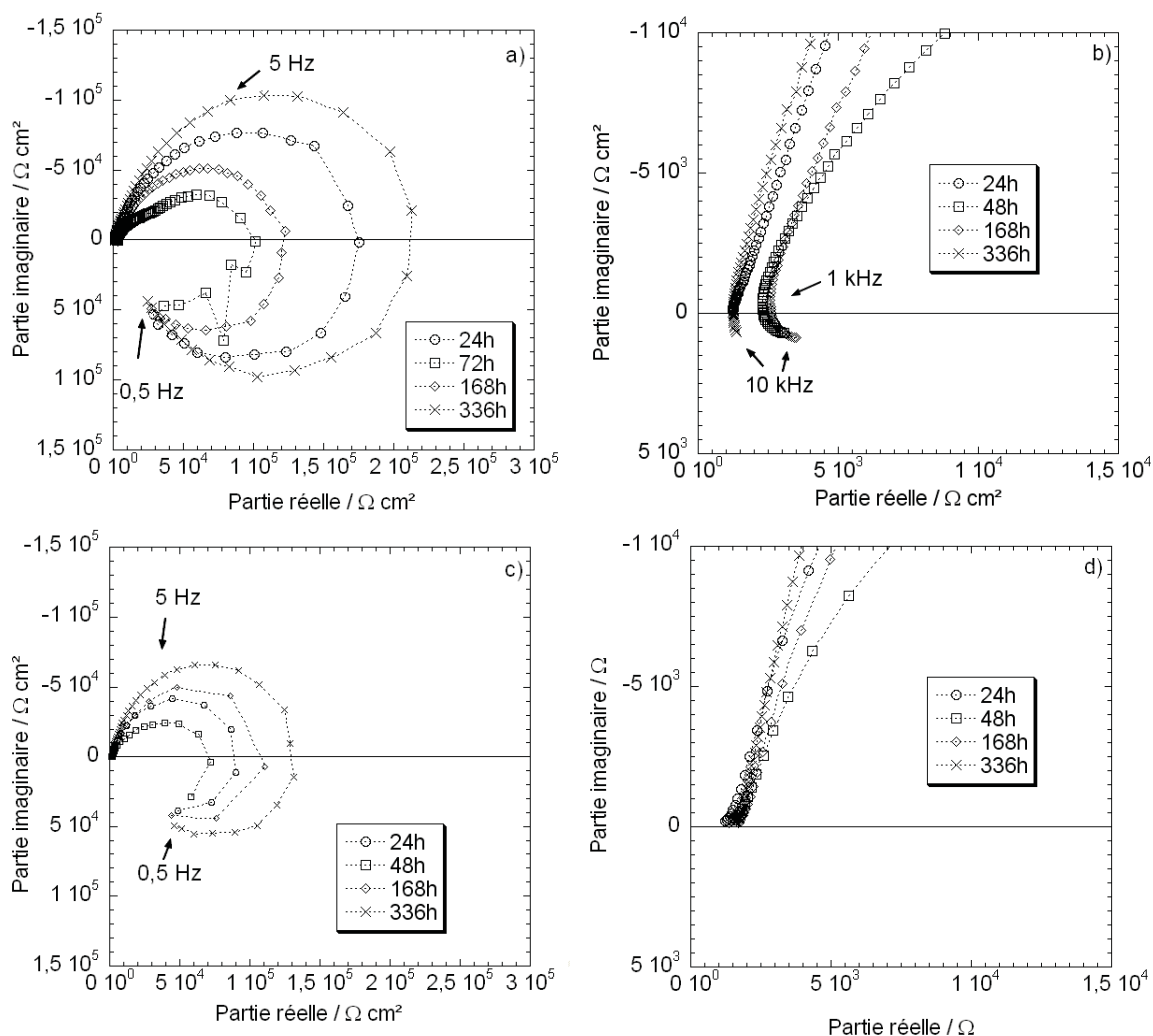 a)
-1,5 10⁵
-1 10⁵
-5 10⁴
0
5 10⁴
1 10⁵
1,5 10⁵
Partie imaginaire / Ω cm²
5 Hz
0,5 Hz
24h
72h
168h
336h
0 10⁰ 5 10⁴ 1 10⁵ 1,5 10⁵ 2 10⁵ 2,5 10⁵ 3 10⁵
Partie réelle / Ω cm²
b)
-1 10⁴
-5 10³
0
5 10³
Partie imaginaire / Ω cm²
24h
48h
168h
336h
1 kHz
10 kHz
0 10⁰ 5 10³ 1 10⁴ 1,5 10⁴
Partie réelle / Ω cm²
c)
-1,5 10⁵
-1 10⁵
-5 10⁴
0
5 10⁴
1 10⁵
1,5 10⁵
Partie imaginaire / Ω cm²
5 Hz
0,5 Hz
24h
48h
168h
336h
0 10⁰ 5 10⁴ 1 10⁵ 1,5 10⁵ 2 10⁵ 2,5 10⁵ 3 10⁵
Partie réelle / Ω cm²
d)
-1 10⁴
-5 10³
0
5 10³
Partie imaginaire / Ω
24h
48h
168h
336h
0 10⁰ 5 10³ 1 10⁴ 1,5 10⁴
Partie réelle / Ω